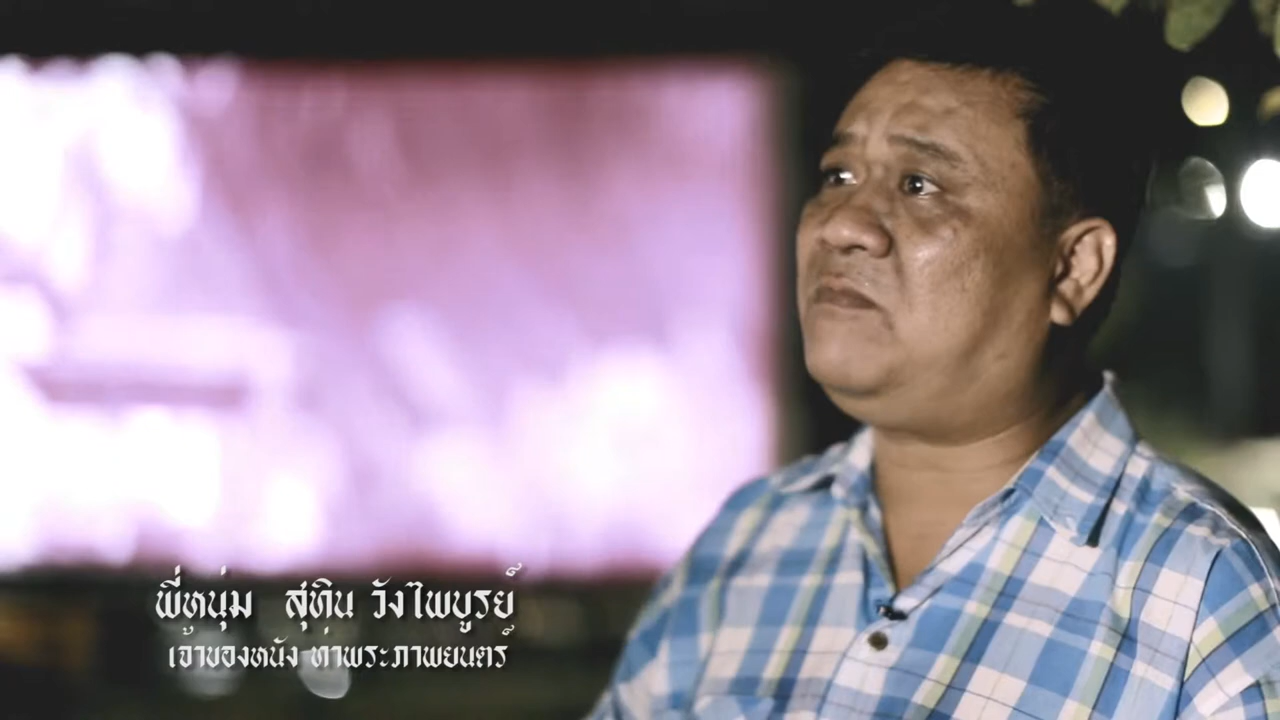 พี่หนุ่ม สุทิน วังไพบูรย์
เจ้าของหนัง ท่าพระภาพยนตร์